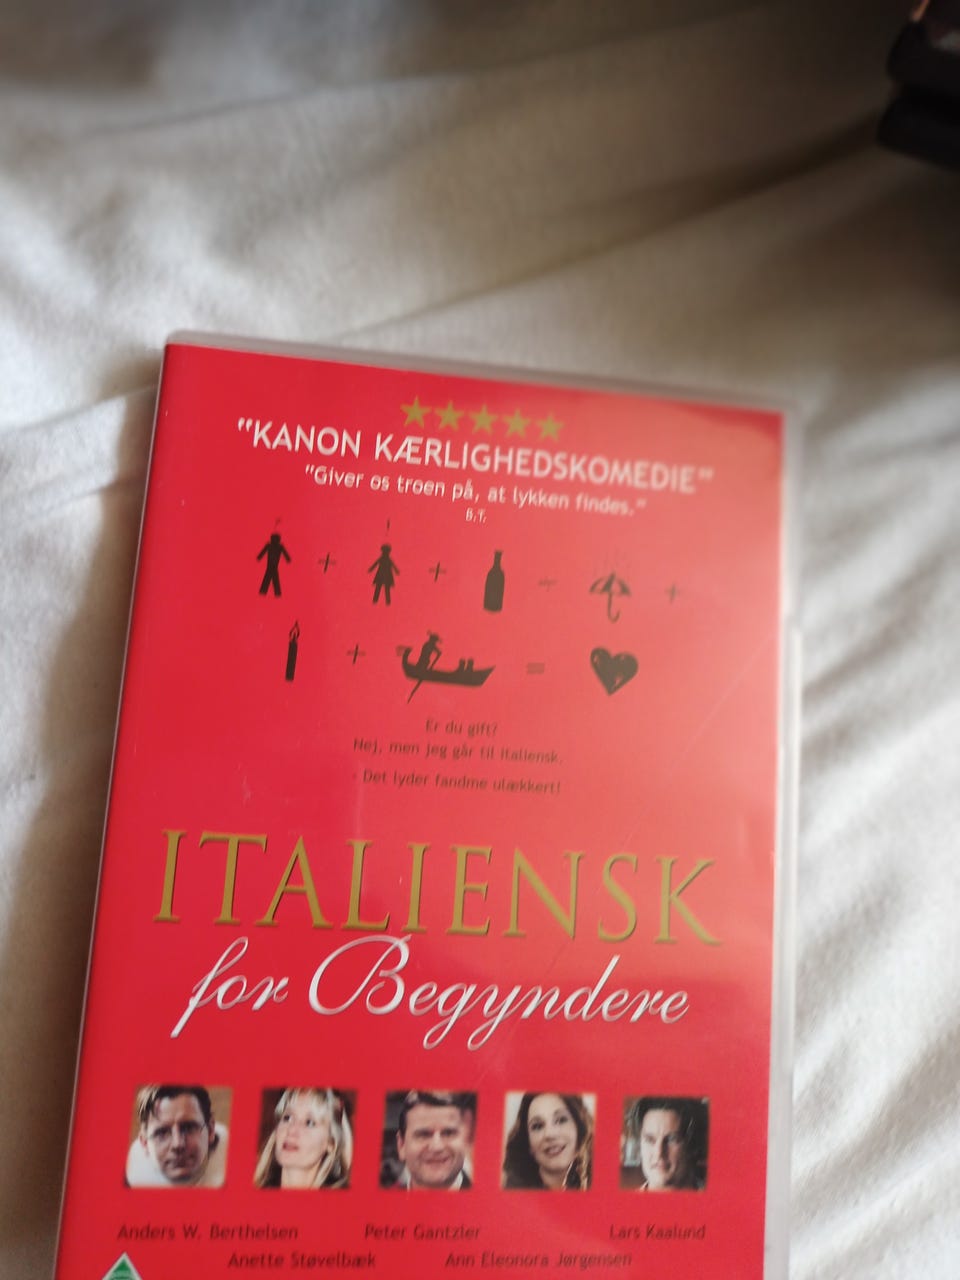 "KANON KÆRLIGHEDSKOMEDIE"
"Giver os troen på, at lykken findes."
B.T.
Er du gift?
Nej, men jeg går til italiensk.
- Det lyder fandme ulækkert!
ITALIENSK
for Begyndere
Anders W. Berthelsen Peter Gantzler Lars Kaalund
Anette Støvelbæk Ann Eleonora Jørgensen